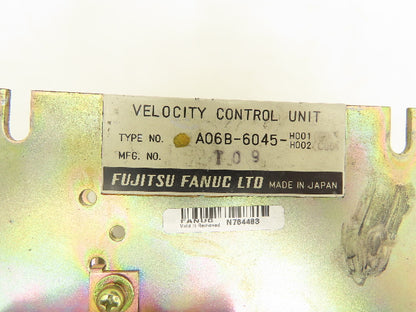 VELOCITY CONTROL UNIT
TYPE NO. A06B-6045-H001
H002
MFG. NO. T09
FUJITSU FANUC LTD MADE IN JAPAN
FANUC N764483
Void If Removed